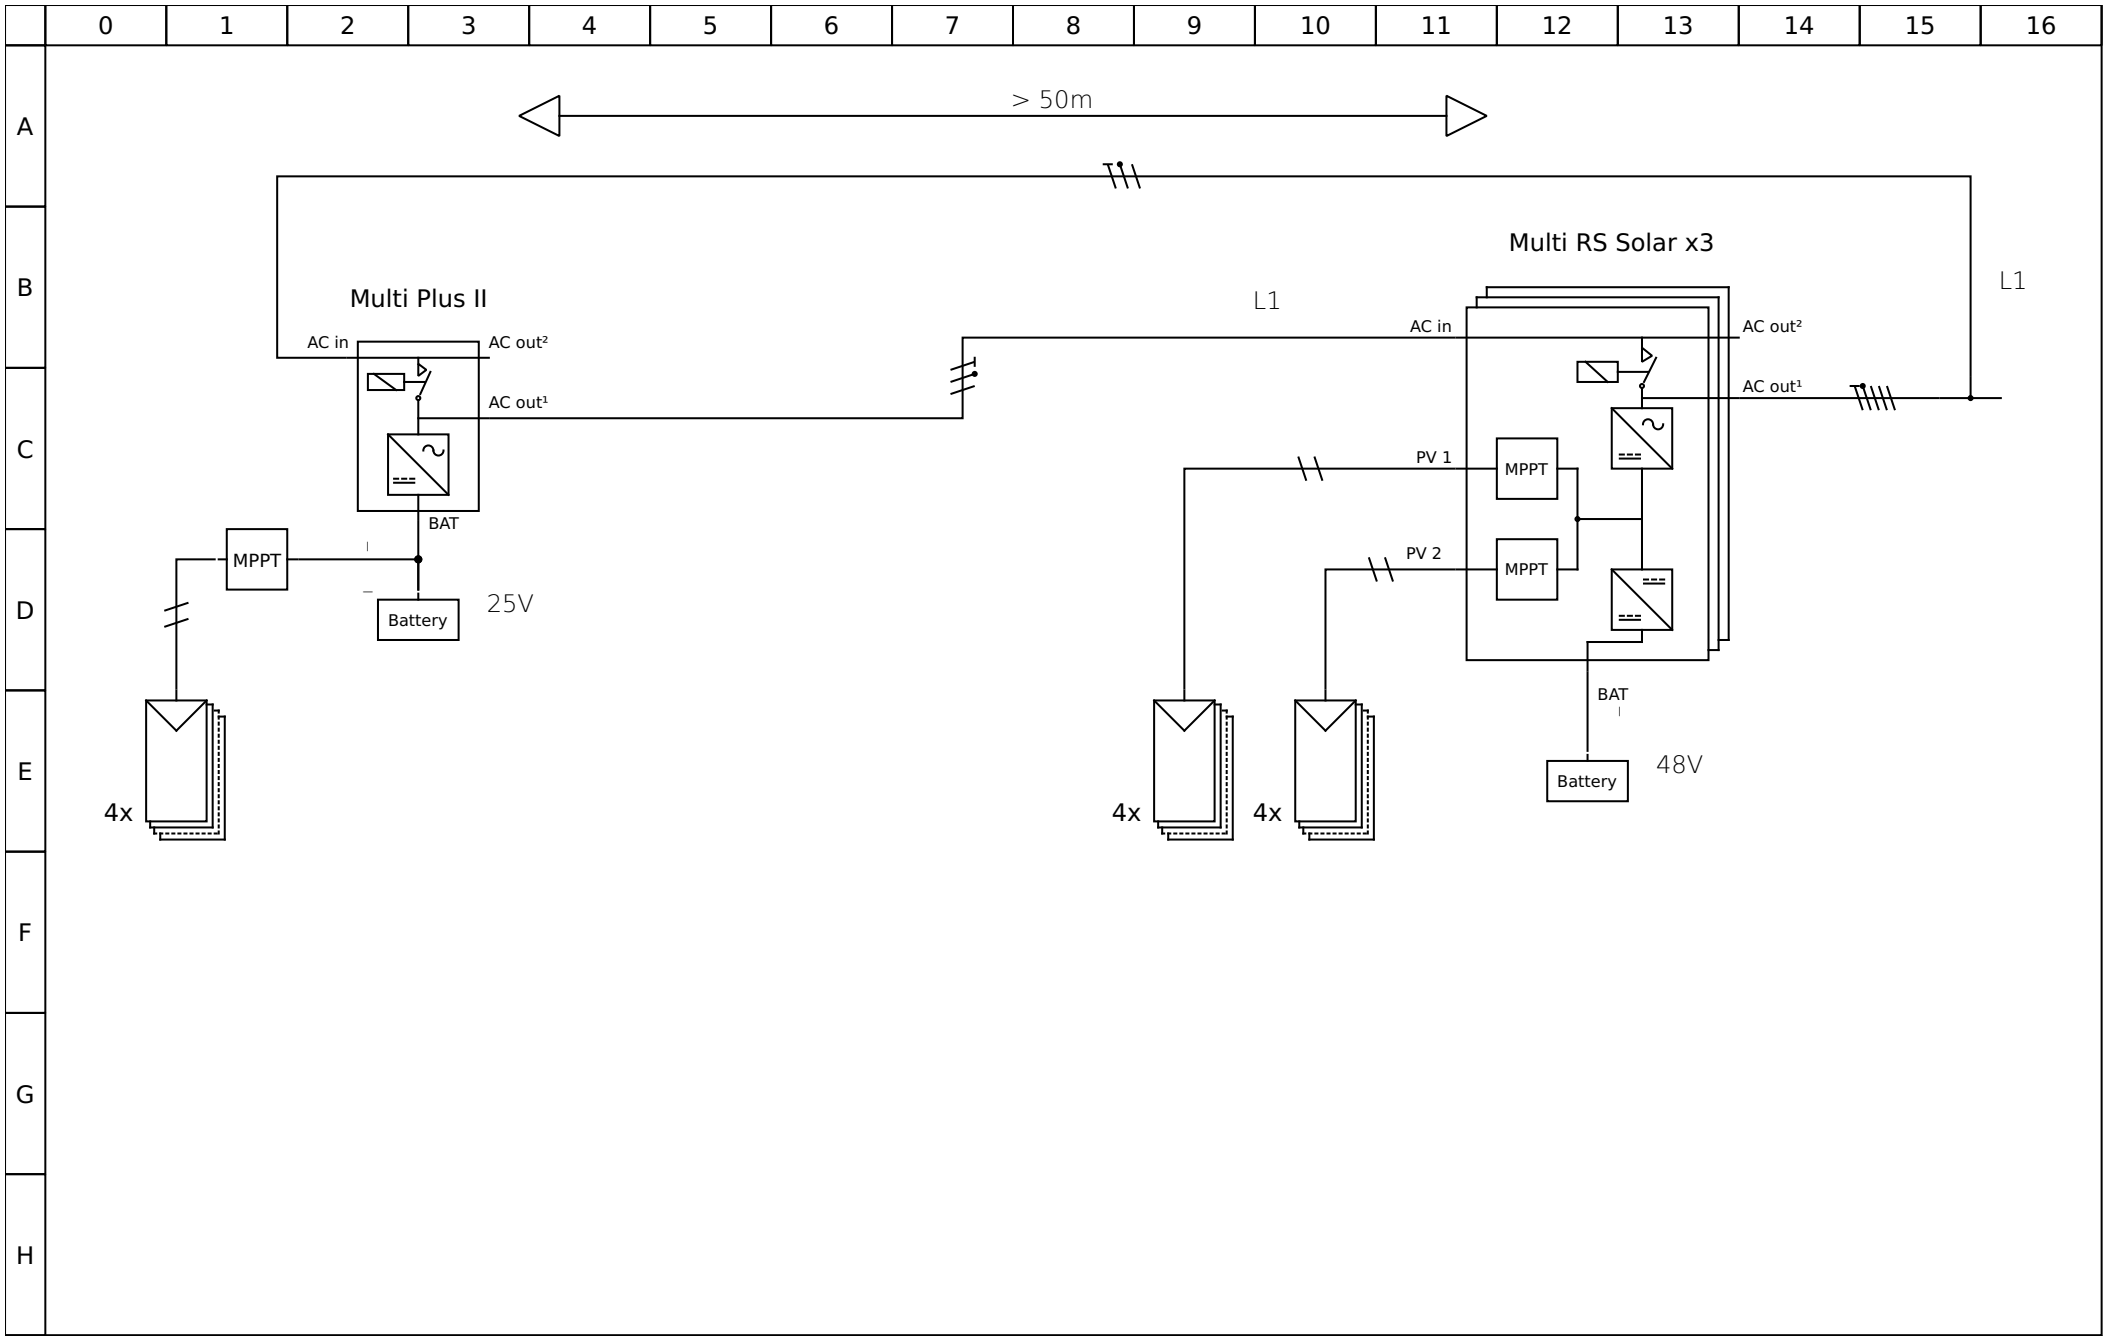 0 1 2 3 4 5 6 7 8 9 10 11 12 13 14 15 16
A
> 50m
B
Multi RS Solar x3
L1
Multi Plus II
L1
AC in
AC out²
AC in
AC out²
C
AC out¹
AC out¹
PV 1
MPPT
BAT
D
MPPT
PV 2
MPPT
Battery
25V
E
BAT
48V
Battery
4x
4x
4x
F
G
H